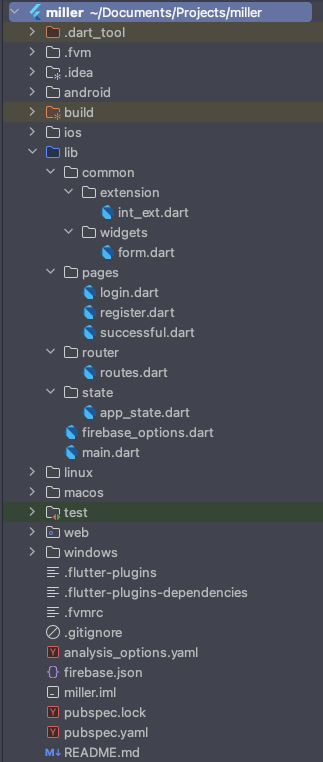 miller ~/Documents/Projects/miller
.dart_tool
.fvm
.idea
android
build
ios
lib
common
extension
int_ext.dart
widgets
form.dart
pages
login.dart
register.dart
successful.dart
router
routes.dart
state
app_state.dart
firebase_options.dart
main.dart
linux
macos
test
web
windows
.flutter-plugins
.flutter-plugins-dependencies
.fvmrc
.gitignore
analysis_options.yaml
firebase.json
miller.iml
pubspec.lock
pubspec.yaml
README.md